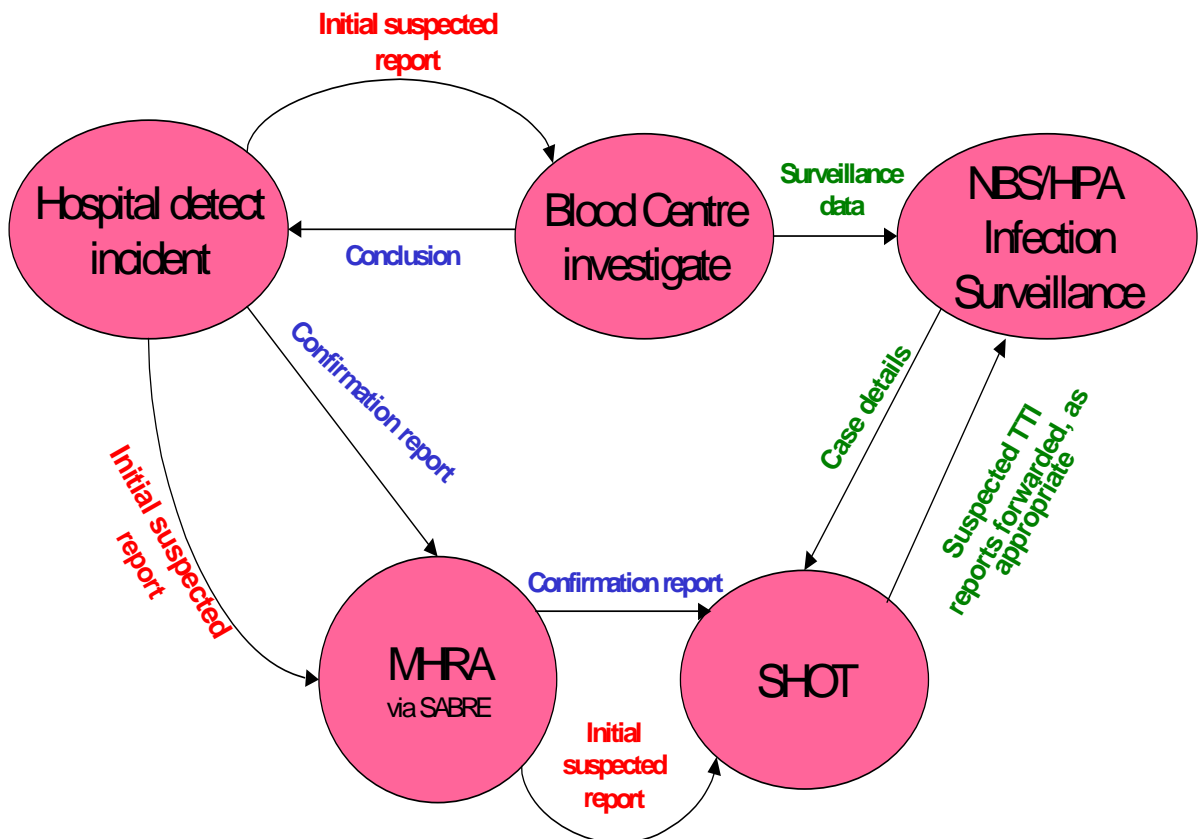 Initial suspected
report
Hospital detect
incident
Blood Centre
investigate
Surveillance
data
NBS/HPA
Infection
Surveillance
Conclusion
Confirmation report
Initial suspected
report
Case details
Suspected TTI
reports forwarded, as
appropriate
MHRA
via SABRE
Confirmation report
SHOT
Initial
suspected
report